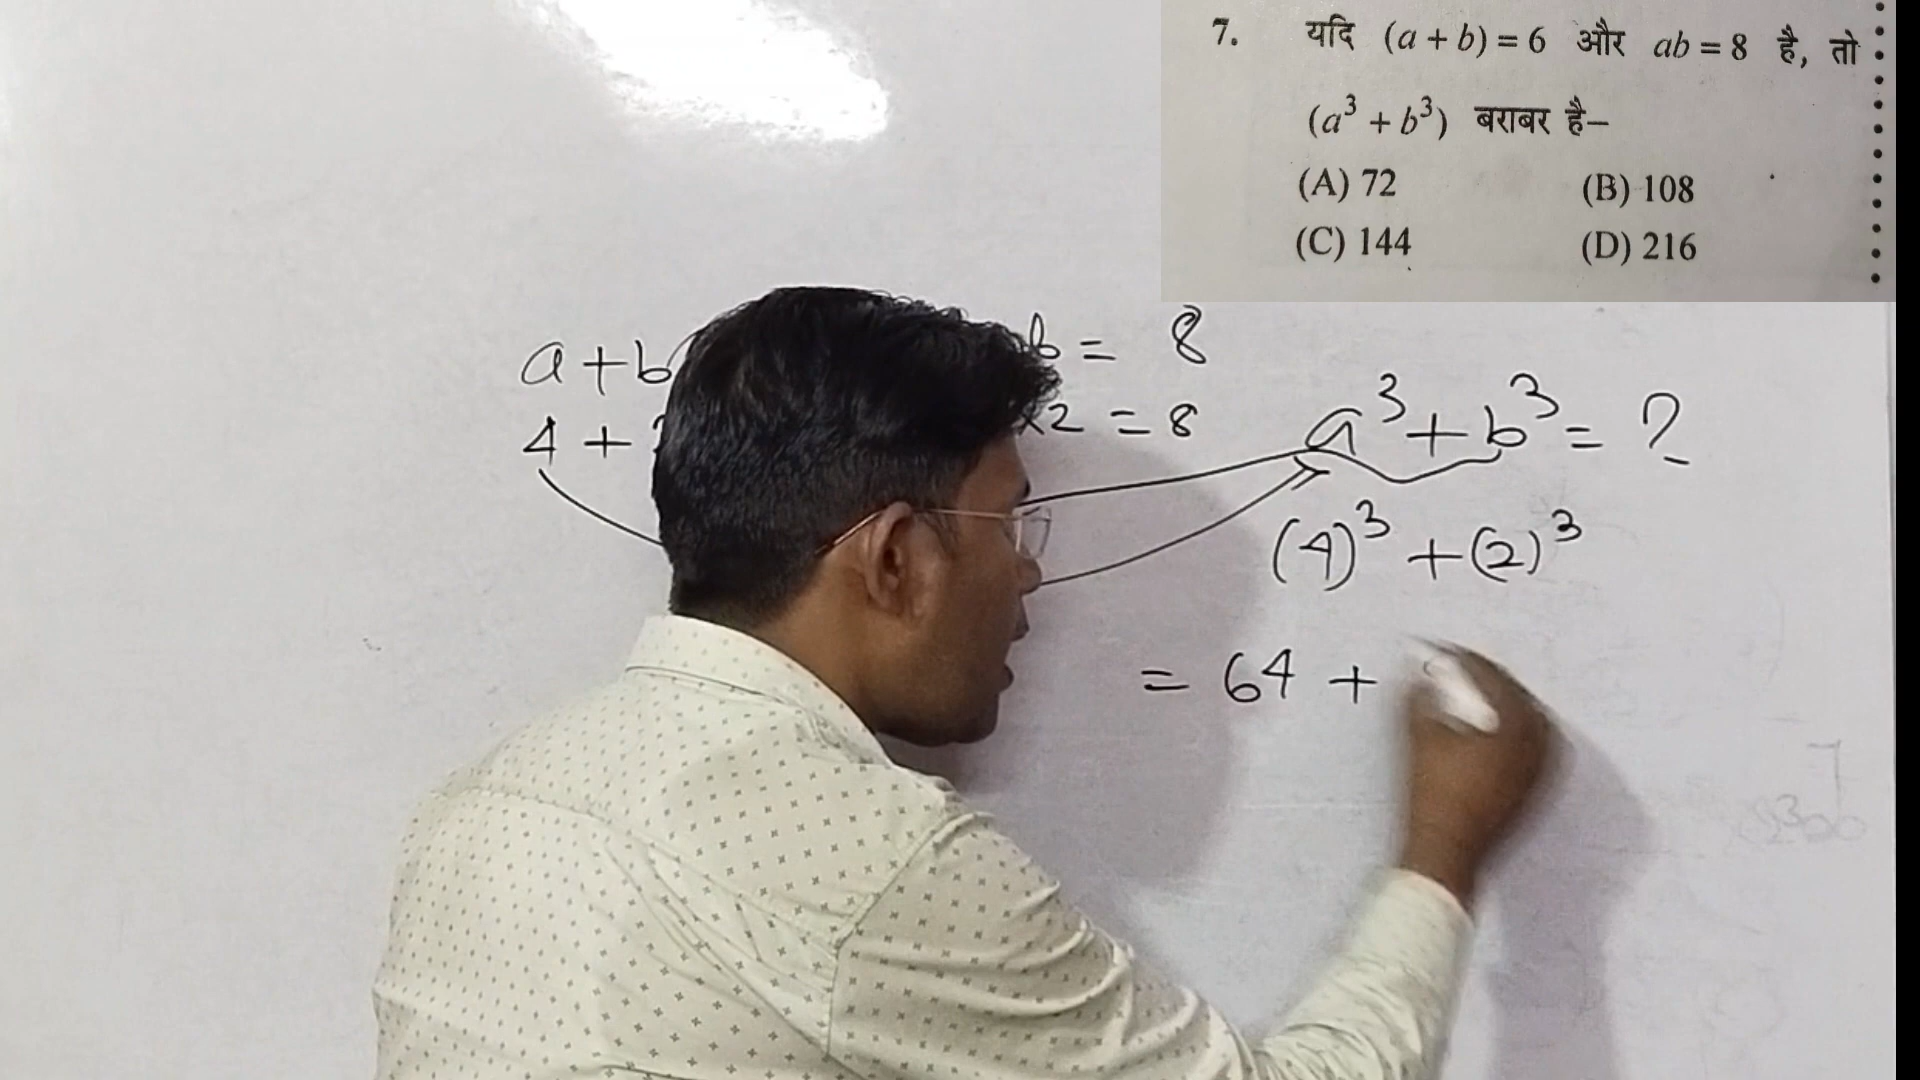 7. यदि (a + b) = 6 और ab = 8 है, तो
(a³ + b³) बराबर है–
(A) 72 (B) 108
(C) 144 (D) 216
a + b b = 8
4 + x2 = 8
a³ + b³ = ?
(4)³ + (2)³
= 64 +